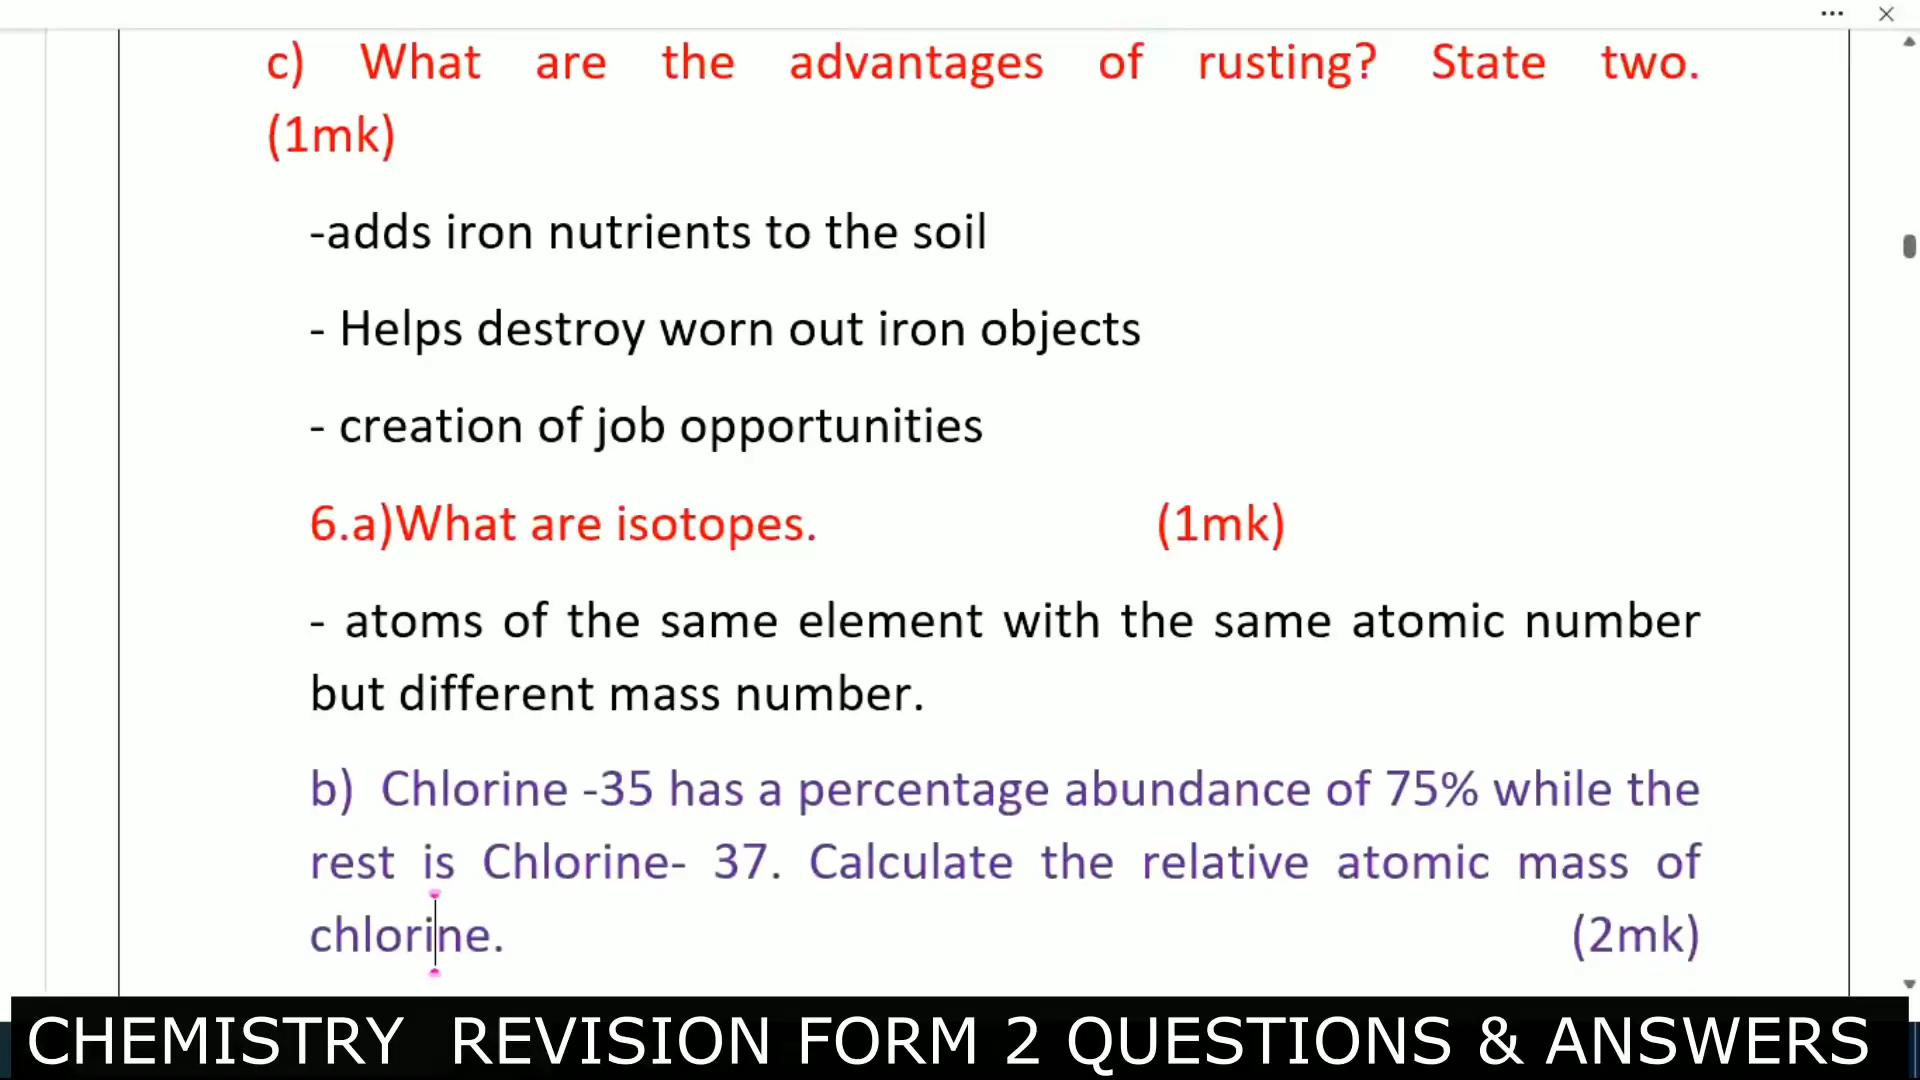 c) What are the advantages of rusting? State two.
(1mk)
-adds iron nutrients to the soil
- Helps destroy worn out iron objects
- creation of job opportunities
6.a)What are isotopes. (1mk)
- atoms of the same element with the same atomic number
but different mass number.
b) Chlorine -35 has a percentage abundance of 75% while the
rest is Chlorine- 37. Calculate the relative atomic mass of
chlorine. (2mk)
CHEMISTRY REVISION FORM 2 QUESTIONS & ANSWERS